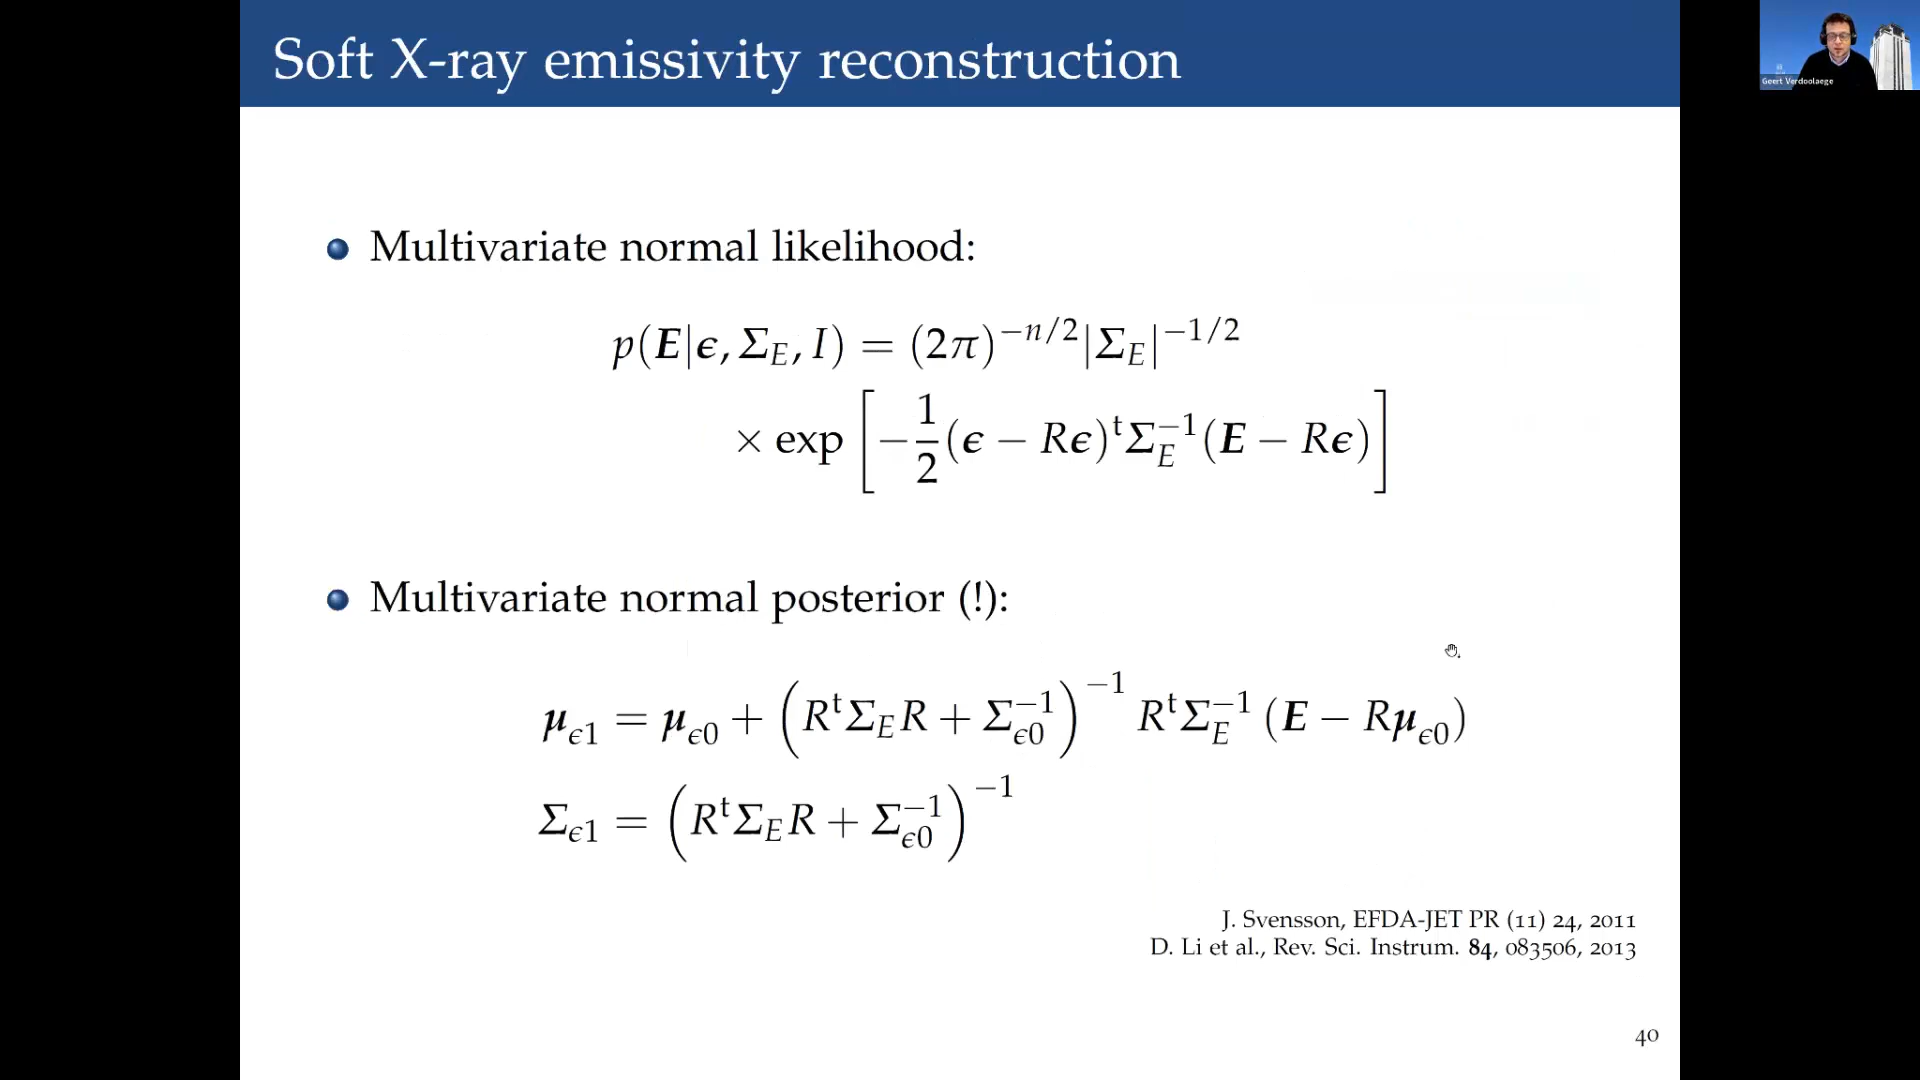 Soft X-ray emissivity reconstruction
Geert Verdoolaege
Multivariate normal likelihood:
p(E|ϵ, Σ_E, I) = (2π)^{−n/2}|Σ_E|^{−1/2}
× exp [−1/2 (ϵ − Rϵ)^t Σ_E^{−1} (E − Rϵ)]
Multivariate normal posterior (!):
μ_{ϵ1} = μ_{ϵ0} + (R^t Σ_E R + Σ_{ϵ0}^{−1})^{−1} R^t Σ_E^{−1} (E − Rμ_{ϵ0})
Σ_{ϵ1} = (R^t Σ_E R + Σ_{ϵ0}^{−1})^{−1}
J. Svensson, EFDA-JET PR (11) 24, 2011
D. Li et al., Rev. Sci. Instrum. 84, 083506, 2013
40